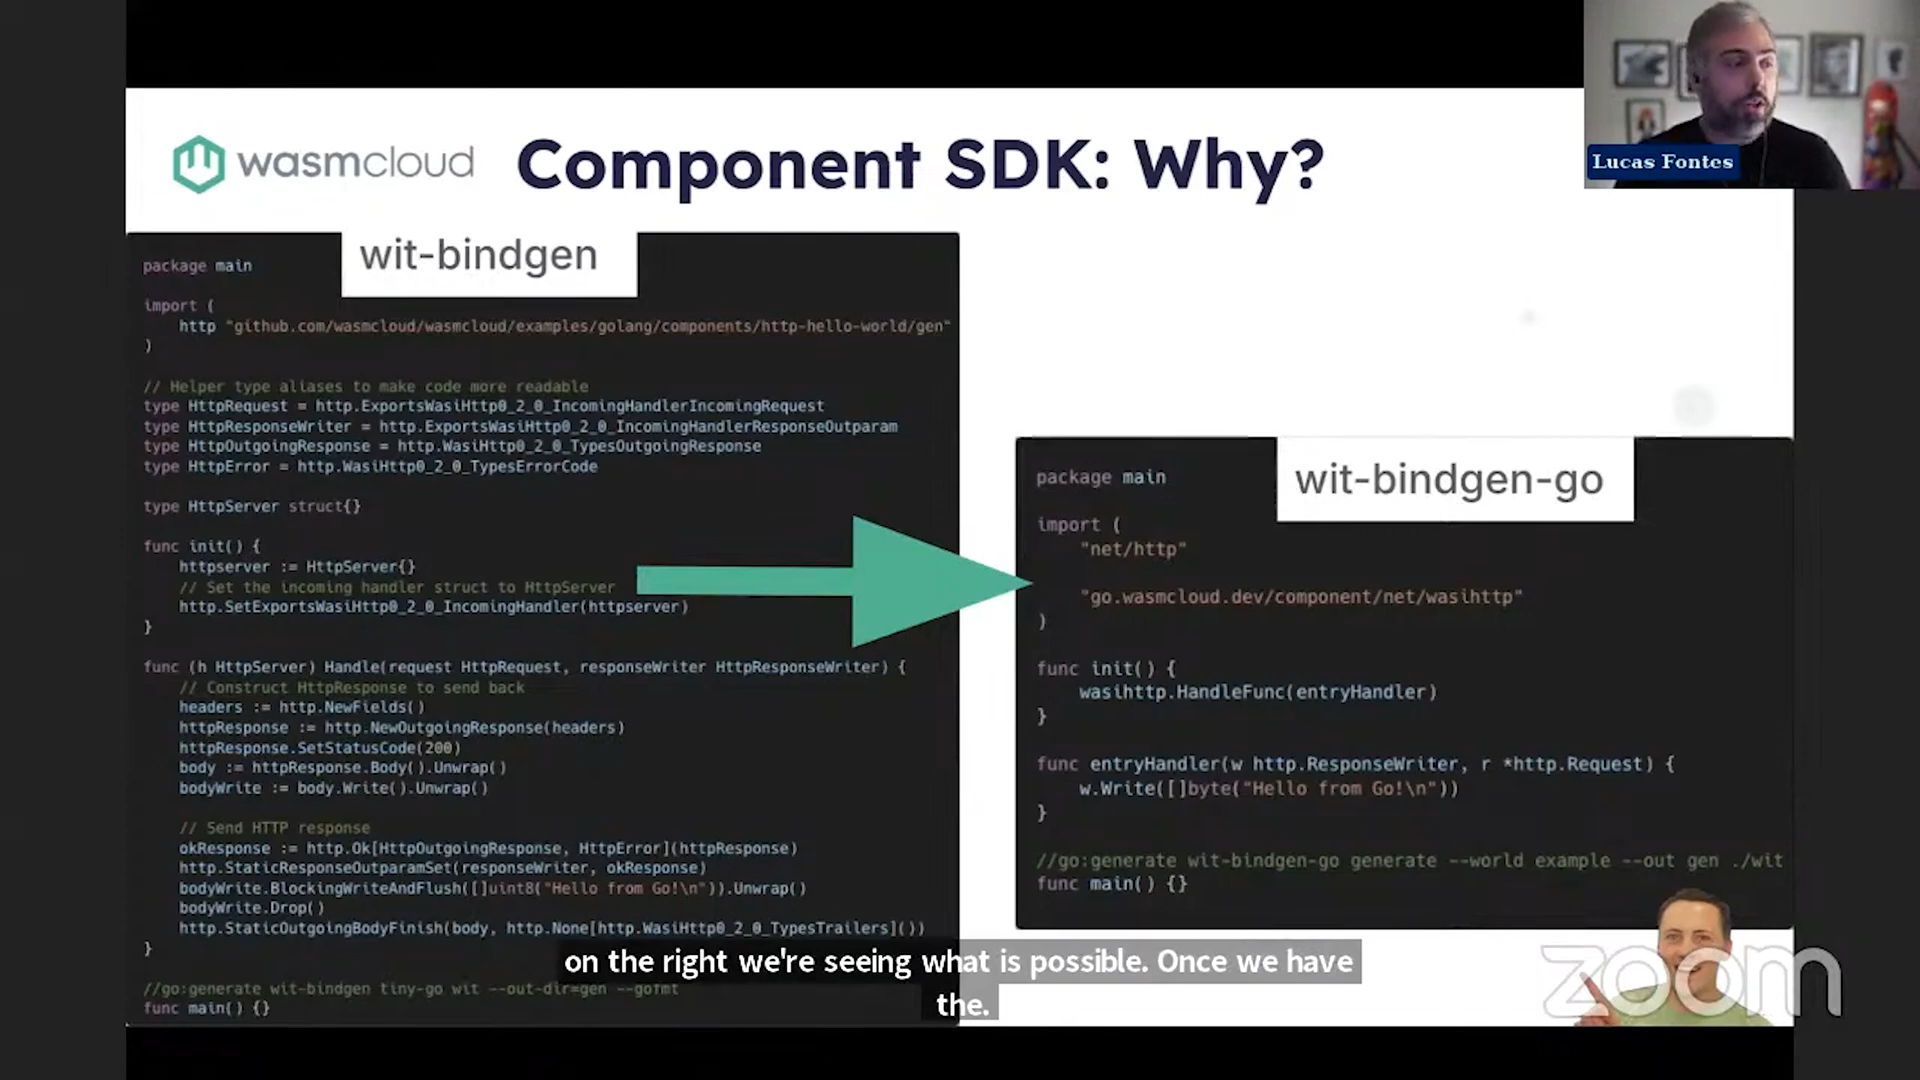 wasmcloud
Component SDK: Why?
Lucas Fontes
wit-bindgen
package main
import (
http "github.com/wasmcloud/wasmcloud/examples/golang/components/http-hello-world/gen"
)
// Helper type aliases to make code more readable
type HttpRequest = http.ExportsWasiHttp0_2_0_IncomingHandlerIncomingRequest
type HttpResponseWriter = http.ExportsWasiHttp0_2_0_IncomingHandlerResponseOutparam
type HttpOutgoingResponse = http.WasiHttp0_2_0_TypesOutgoingResponse
type HttpError = http.WasiHttp0_2_0_TypesErrorCode
type HttpServer struct{}
func init() {
httpserver := HttpServer{}
// Set the incoming handler struct to HttpServer
http.SetExportsWasiHttp0_2_0_IncomingHandler(httpserver)
}
func (h HttpServer) Handle(request HttpRequest, responseWriter HttpResponseWriter) {
// Construct HttpResponse to send back
headers := http.NewFields()
httpResponse := http.NewOutgoingResponse(headers)
httpResponse.SetStatusCode(200)
body := httpResponse.Body().Unwrap()
bodyWrite := body.Write().Unwrap()
// Send HTTP response
okResponse := http.Ok[HttpOutgoingResponse, HttpError](httpResponse)
http.StaticResponseOutparamSet(responseWriter, okResponse)
bodyWrite.BlockingWriteAndFlush([]uint8("Hello from Go!\n")).Unwrap()
bodyWrite.Drop()
http.StaticOutgoingBodyFinish(body, http.None[http.WasiHttp0_2_0_TypesTrailers]())
}
//go:generate wit-bindgen tiny-go wit --out-dir=gen --gofmt
func main() {}
wit-bindgen-go
package main
import (
"net/http"
"go.wasmcloud.dev/component/net/wasihttp"
)
func init() {
wasihttp.HandleFunc(entryHandler)
}
func entryHandler(w http.ResponseWriter, r *http.Request) {
w.Write([]byte("Hello from Go!\n"))
}
//go:generate wit-bindgen-go generate --world example --out gen ./wit
func main() {}
on the right we're seeing what is possible. Once we have
the.
zoom